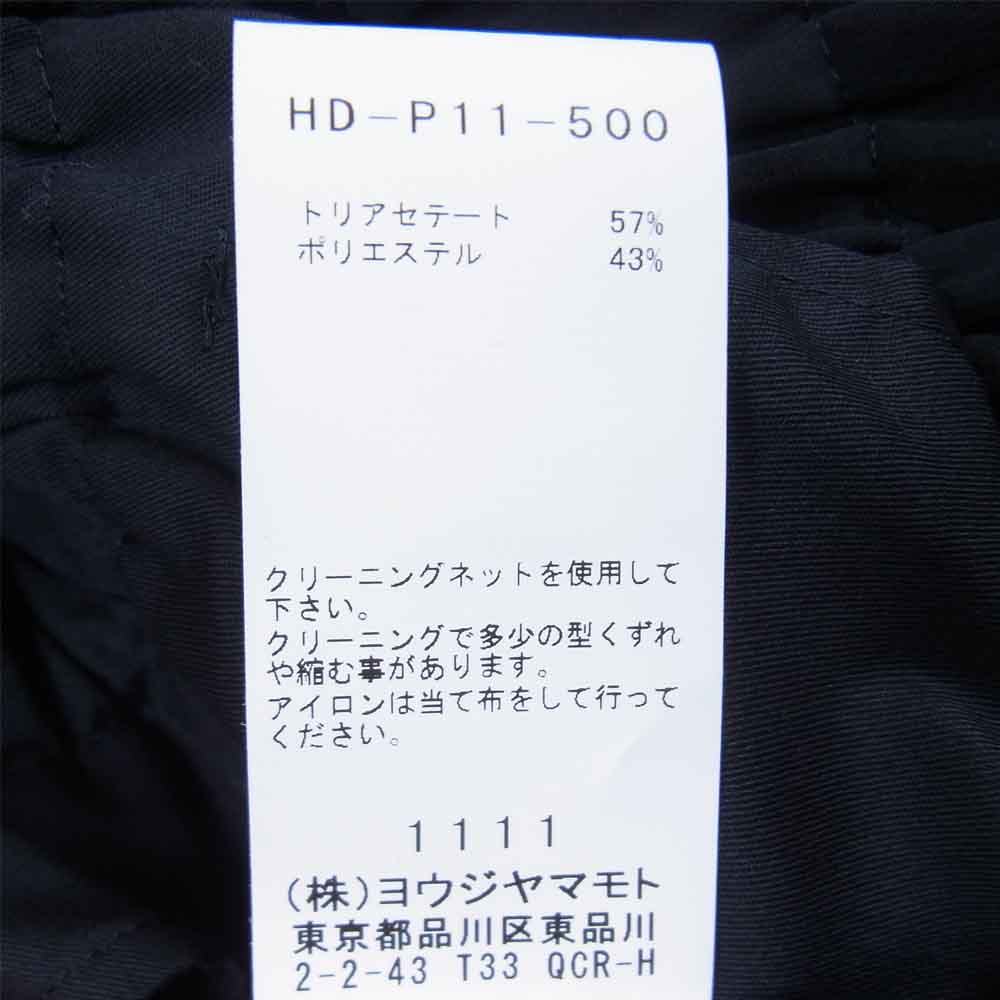 HD-P11-500
トリアセテート 57%
ポリエステル 43%
クリーニングネットを使用して
下さい。
クリーニングで多少の型くずれ
や縮む事があります。
アイロンは当て布をして行って
ください。
1111
(株)ヨウジヤマモト
東京都品川区東品川
2-2-43 T33 QCR-H